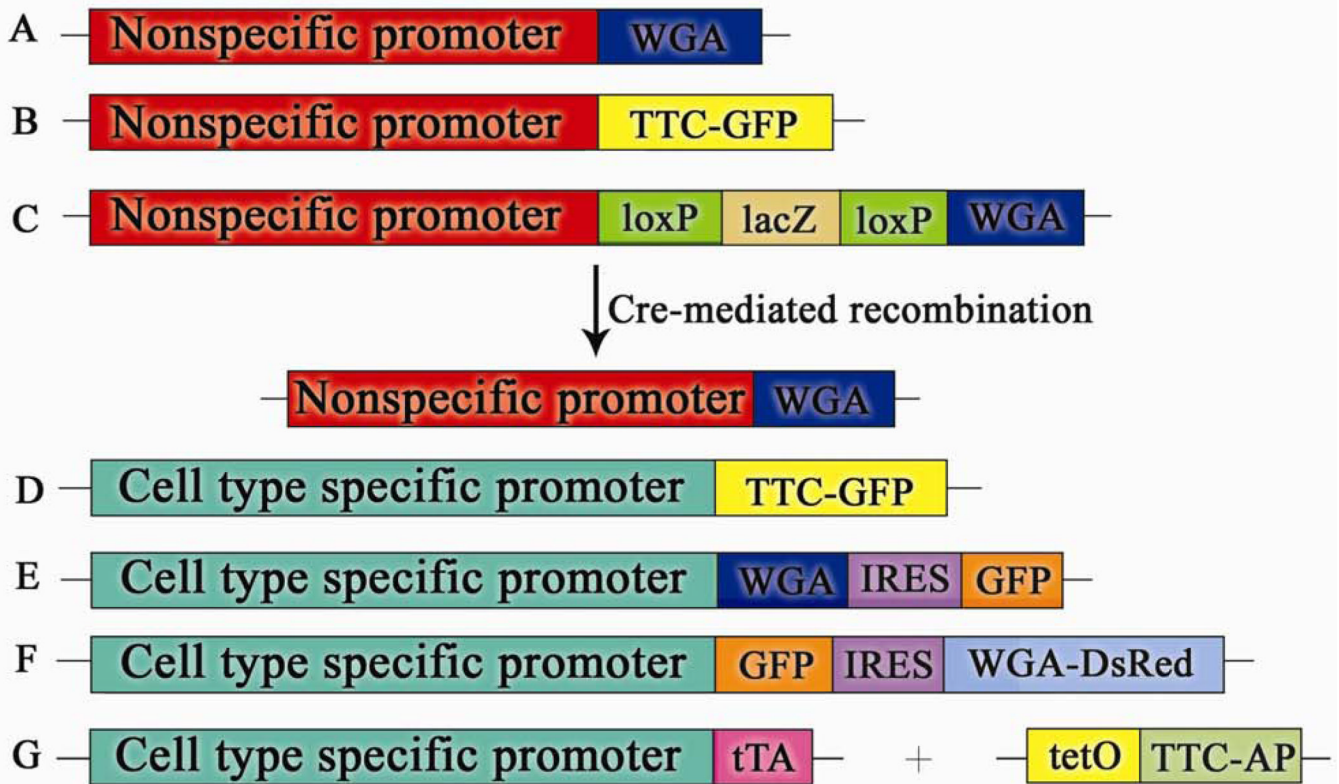 A Nonspecific promoter WGA
B Nonspecific promoter TTC-GFP
C Nonspecific promoter loxP lacZ loxP WGA
Cre-mediated recombination
Nonspecific promoter WGA
D Cell type specific promoter TTC-GFP
E Cell type specific promoter WGA IRES GFP
F Cell type specific promoter GFP IRES WGA-DsRed
G Cell type specific promoter tTA + tetO TTC-AP